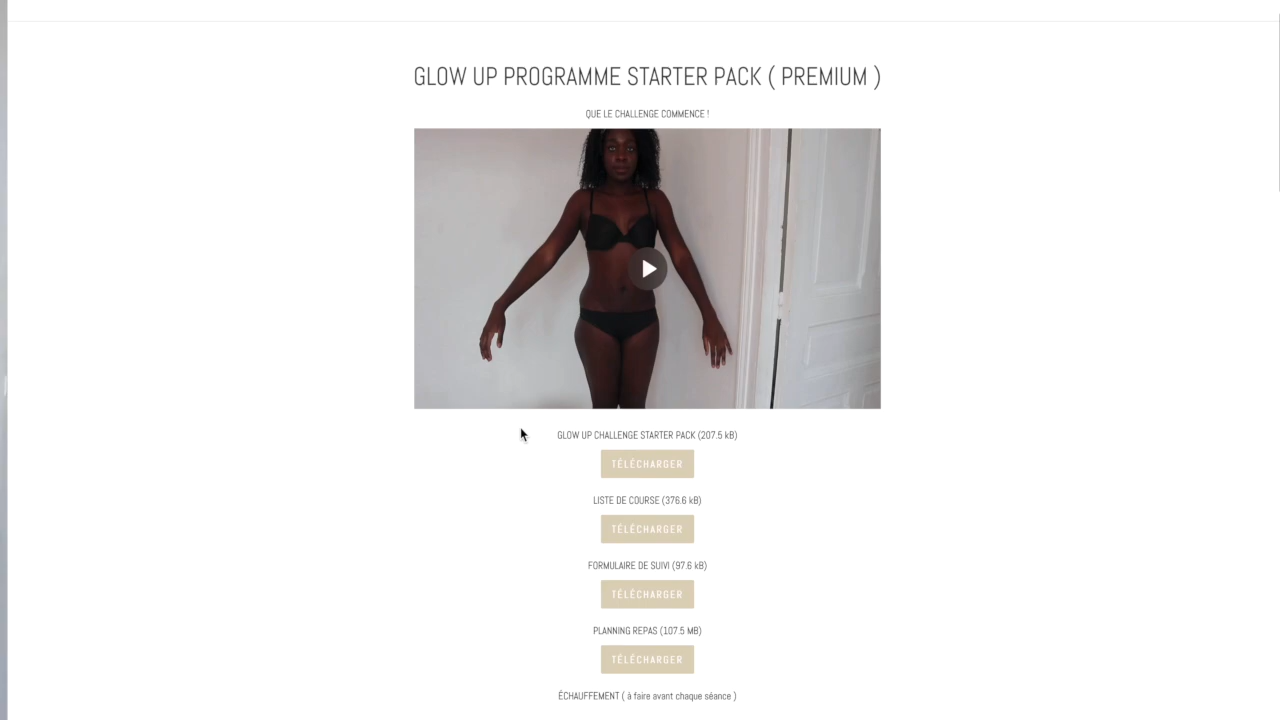 GLOW UP PROGRAMME STARTER PACK ( PREMIUM )
QUE LE CHALLENGE COMMENCE !
GLOW UP CHALLENGE STARTER PACK (207.5 kB)
TÉLÉCHARGER
LISTE DE COURSE (376.6 kB)
TÉLÉCHARGER
FORMULAIRE DE SUIVI (97.6 kB)
TÉLÉCHARGER
PLANNING REPAS (107.5 MB)
TÉLÉCHARGER
ÉCHAUFFEMENT ( à faire avant chaque séance )